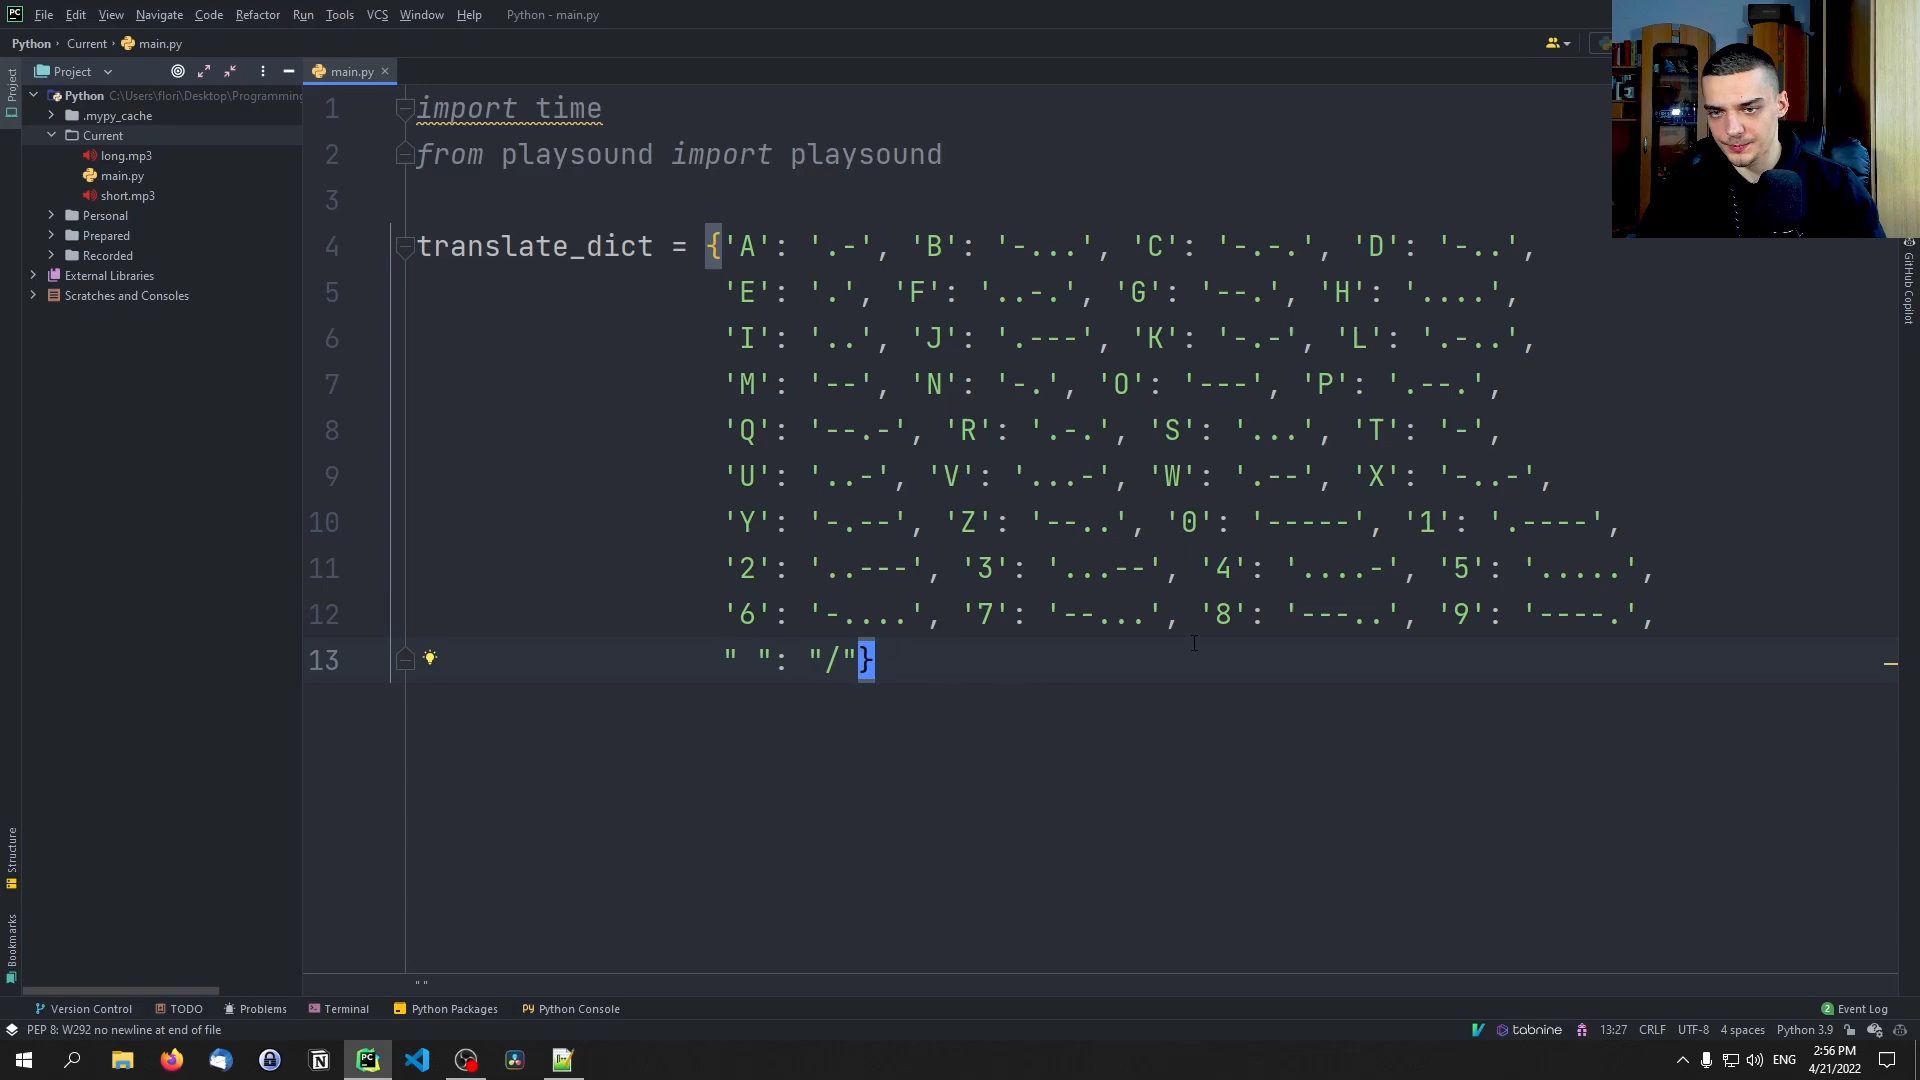 File Edit View Navigate Code Refactor Run Tools VCS Window Help Python - main.py
Python › Current › main.py
Project
main.py
Project
Python C:\Users\flori\Desktop\Programming
.mypy_cache
Current
long.mp3
main.py
short.mp3
Personal
Prepared
Recorded
External Libraries
Scratches and Consoles
Structure
Bookmarks
1 import time
2 from playsound import playsound
3
4 translate_dict = {'A': '.-', 'B': '-...', 'C': '-.-.', 'D': '-..',
5 'E': '.', 'F': '..-.', 'G': '--.', 'H': '....',
6 'I': '..', 'J': '.---', 'K': '-.-', 'L': '.-..',
7 'M': '--', 'N': '-.', 'O': '---', 'P': '.--.',
8 'Q': '--.-', 'R': '.-.', 'S': '...', 'T': '-',
9 'U': '..-', 'V': '...-', 'W': '.--', 'X': '-..-',
10 'Y': '-.--', 'Z': '--..', '0': '-----', '1': '.----',
11 '2': '..---', '3': '...--', '4': '....-', '5': '.....',
12 '6': '-....', '7': '--...', '8': '---..', '9': '----.',
13 " ": "/"}
GitHub Copilot
" "
Version Control TODO Problems Terminal Python Packages Python Console 2 Event Log
PEP 8: W292 no newline at end of file tabnine 13:27 CRLF UTF-8 4 spaces Python 3.9
ENG
2:56 PM
4/21/2022